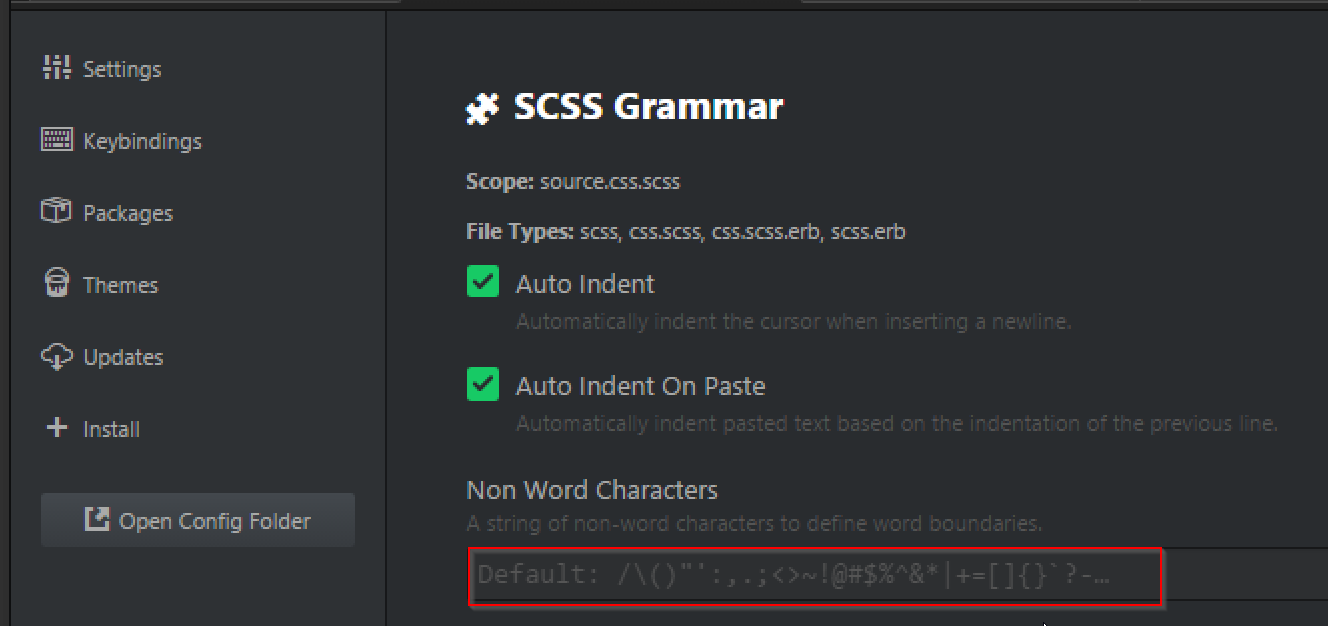 Settings
Keybindings
Packages
Themes
Updates
Install
Open Config Folder
SCSS Grammar
Scope: source.css.scss
File Types: scss, css.scss, css.scss.erb, scss.erb
Auto Indent
Automatically indent the cursor when inserting a newline.
Auto Indent On Paste
Automatically indent pasted text based on the indentation of the previous line.
Non Word Characters
A string of non-word characters to define word boundaries.
Default: /\()"':,.;<>~!@#$%^&*|+=[]{}`?-…